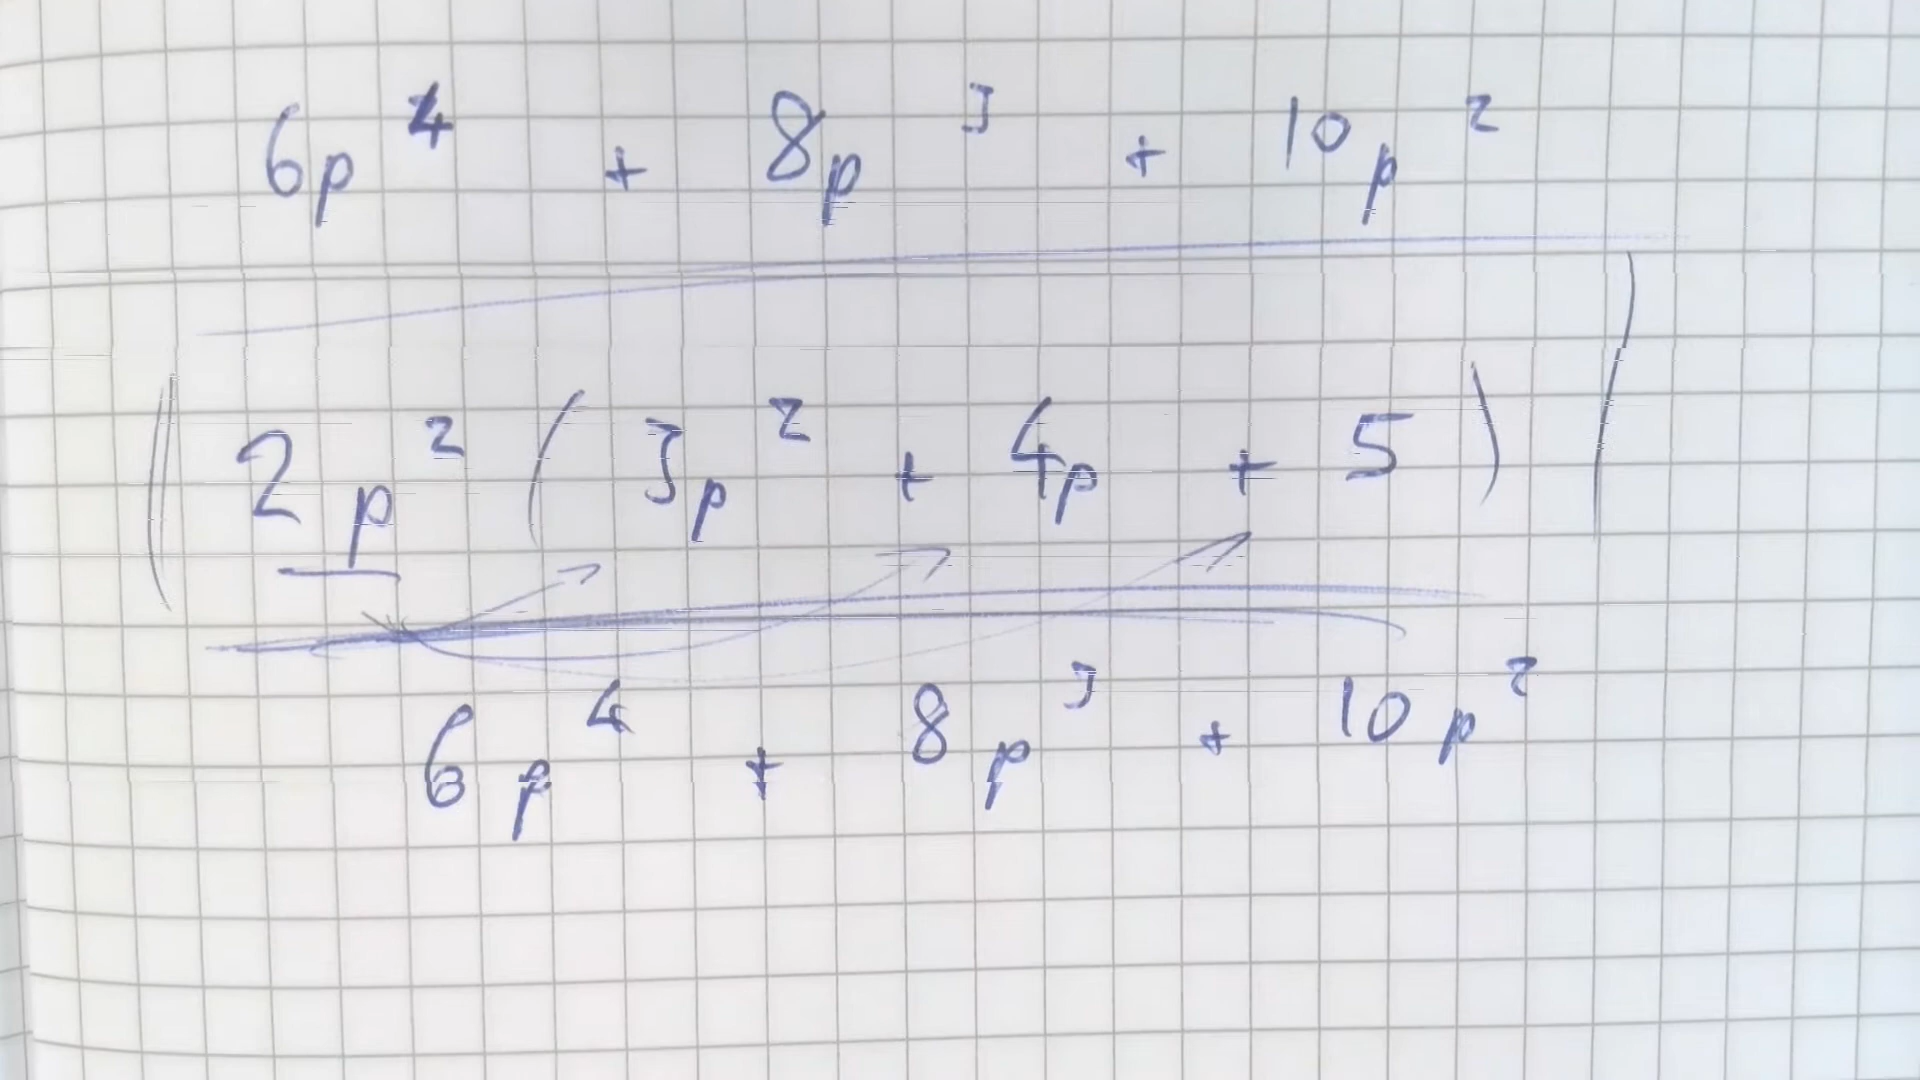 6p⁴ + 8p³ + 10p²
(2p² (3p² + 4p + 5))
6p⁴ + 8p³ + 10p²